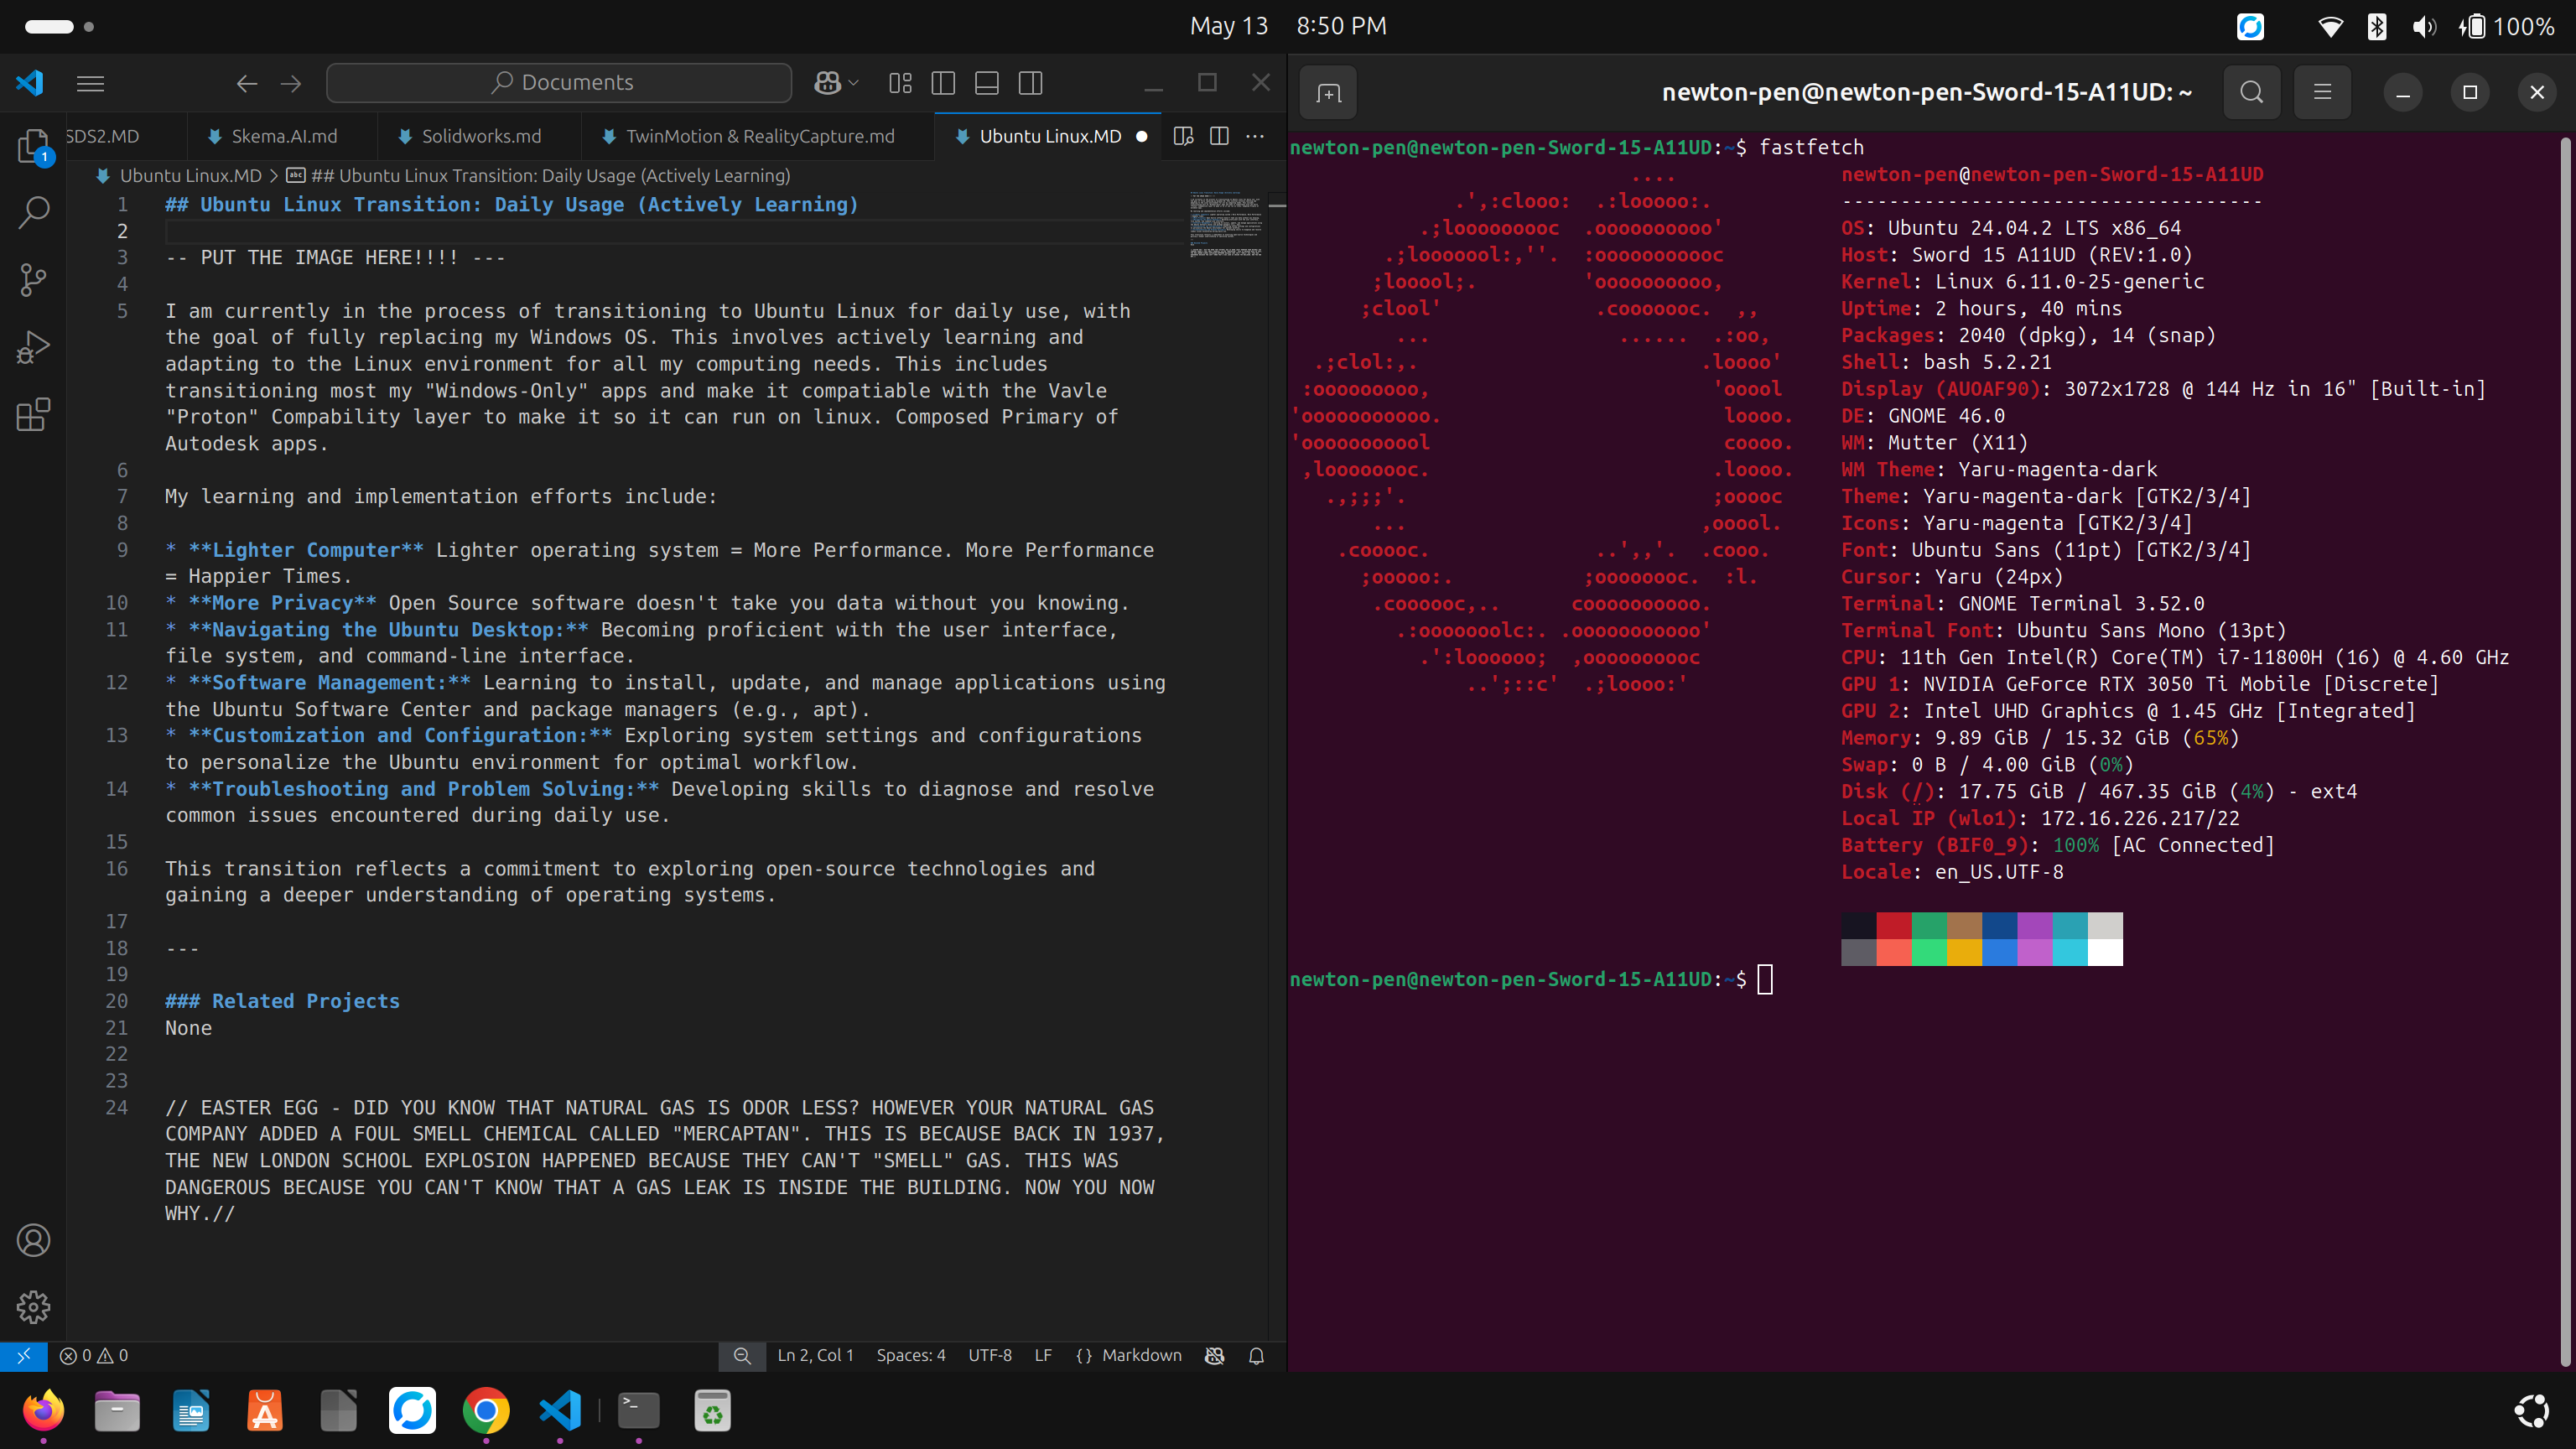 May 13 8:50 PM
100%
Documents
SDS2.MD
Skema.AI.md
Solidworks.md
TwinMotion & RealityCapture.md
Ubuntu Linux.MD
Ubuntu Linux.MD > ## Ubuntu Linux Transition: Daily Usage (Actively Learning)
1 ## Ubuntu Linux Transition: Daily Usage (Actively Learning)
2
3 -- PUT THE IMAGE HERE!!!! ---
4
5 I am currently in the process of transitioning to Ubuntu Linux for daily use, with
the goal of fully replacing my Windows OS. This involves actively learning and
adapting to the Linux environment for all my computing needs. This includes
transitioning most my "Windows-Only" apps and make it compatiable with the Vavle
"Proton" Compability layer to make it so it can run on linux. Composed Primary of
Autodesk apps.
6
7 My learning and implementation efforts include:
8
9 * **Lighter Computer** Lighter operating system = More Performance. More Performance
= Happier Times.
10 * **More Privacy** Open Source software doesn't take you data without you knowing.
11 * **Navigating the Ubuntu Desktop:** Becoming proficient with the user interface,
file system, and command-line interface.
12 * **Software Management:** Learning to install, update, and manage applications using
the Ubuntu Software Center and package managers (e.g., apt).
13 * **Customization and Configuration:** Exploring system settings and configurations
to personalize the Ubuntu environment for optimal workflow.
14 * **Troubleshooting and Problem Solving:** Developing skills to diagnose and resolve
common issues encountered during daily use.
15
16 This transition reflects a commitment to exploring open-source technologies and
gaining a deeper understanding of operating systems.
17
18 ---
19
20 ### Related Projects
21 None
22
23
24 // EASTER EGG - DID YOU KNOW THAT NATURAL GAS IS ODOR LESS? HOWEVER YOUR NATURAL GAS
COMPANY ADDED A FOUL SMELL CHEMICAL CALLED "MERCAPTAN". THIS IS BECAUSE BACK IN 1937,
THE NEW LONDON SCHOOL EXPLOSION HAPPENED BECAUSE THEY CAN'T "SMELL" GAS. THIS WAS
DANGEROUS BECAUSE YOU CAN'T KNOW THAT A GAS LEAK IS INSIDE THE BUILDING. NOW YOU NOW
WHY.//
0 0
Ln 2, Col 1 Spaces: 4 UTF-8 LF {} Markdown
newton-pen@newton-pen-Sword-15-A11UD: ~
newton-pen@newton-pen-Sword-15-A11UD:~$ fastfetch
newton-pen@newton-pen-Sword-15-A11UD
------------------------------------
OS: Ubuntu 24.04.2 LTS x86_64
Host: Sword 15 A11UD (REV:1.0)
Kernel: Linux 6.11.0-25-generic
Uptime: 2 hours, 40 mins
Packages: 2040 (dpkg), 14 (snap)
Shell: bash 5.2.21
Display (AUOAF90): 3072x1728 @ 144 Hz in 16" [Built-in]
DE: GNOME 46.0
WM: Mutter (X11)
WM Theme: Yaru-magenta-dark
Theme: Yaru-magenta-dark [GTK2/3/4]
Icons: Yaru-magenta [GTK2/3/4]
Font: Ubuntu Sans (11pt) [GTK2/3/4]
Cursor: Yaru (24px)
Terminal: GNOME Terminal 3.52.0
Terminal Font: Ubuntu Sans Mono (13pt)
CPU: 11th Gen Intel(R) Core(TM) i7-11800H (16) @ 4.60 GHz
GPU 1: NVIDIA GeForce RTX 3050 Ti Mobile [Discrete]
GPU 2: Intel UHD Graphics @ 1.45 GHz [Integrated]
Memory: 9.89 GiB / 15.32 GiB (65%)
Swap: 0 B / 4.00 GiB (0%)
Disk (/): 17.75 GiB / 467.35 GiB (4%) - ext4
Local IP (wlo1): 172.16.226.217/22
Battery (BIF0_9): 100% [AC Connected]
Locale: en_US.UTF-8
newton-pen@newton-pen-Sword-15-A11UD:~$